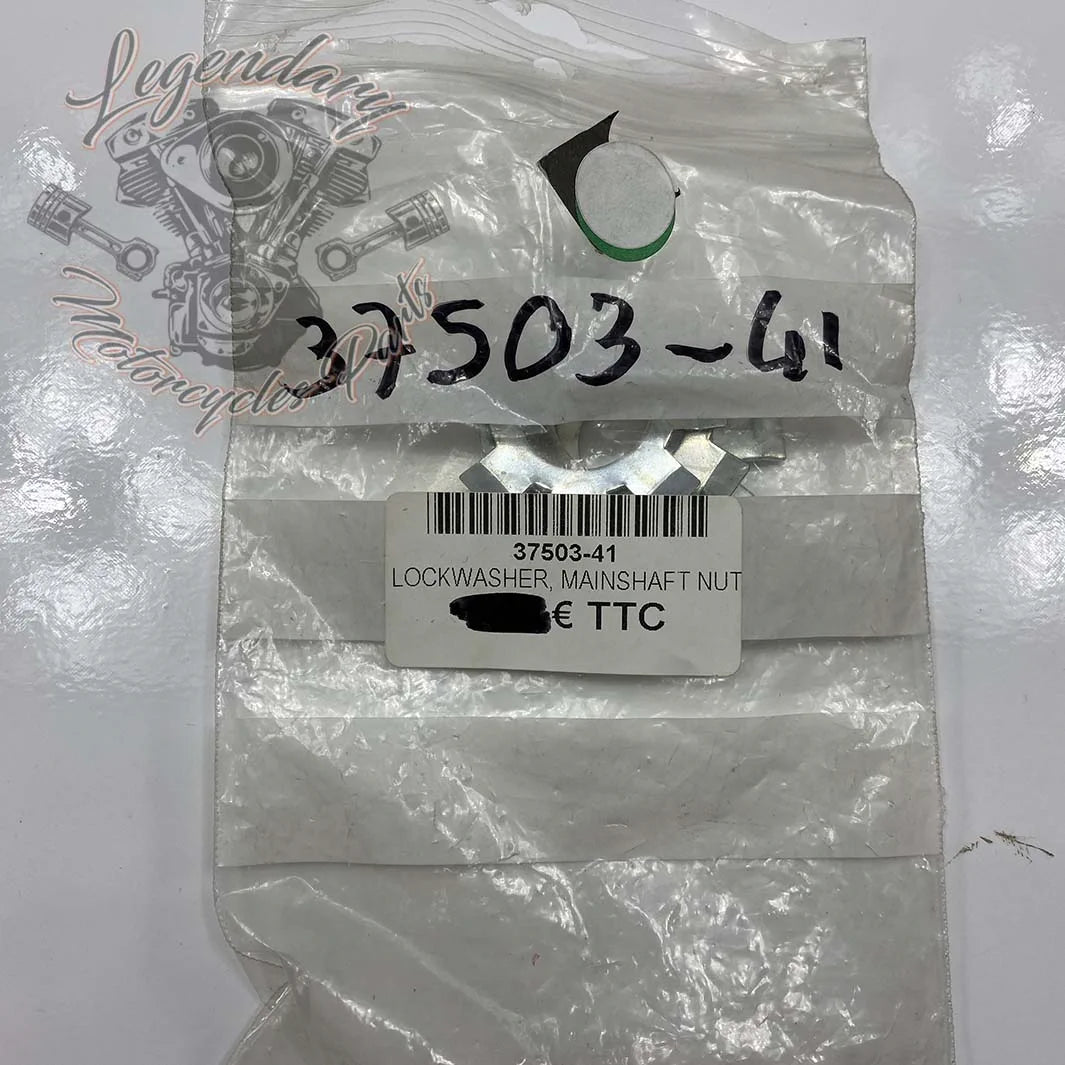 Legendary
Motorcycles Parts
37503-41
37503-41
LOCKWASHER, MAINSHAFT NUT
€ TTC